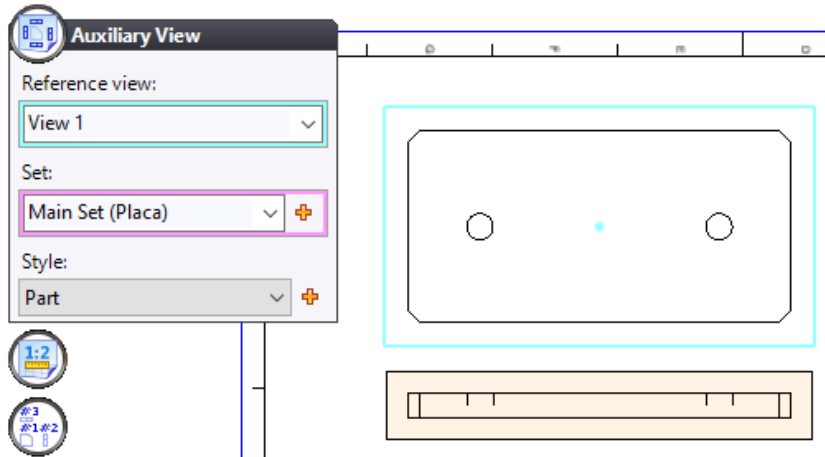 Auxiliary View
Reference view:
View 1
Set:
Main Set (Placa)
Style:
Part
1:2
#3
#1 #2